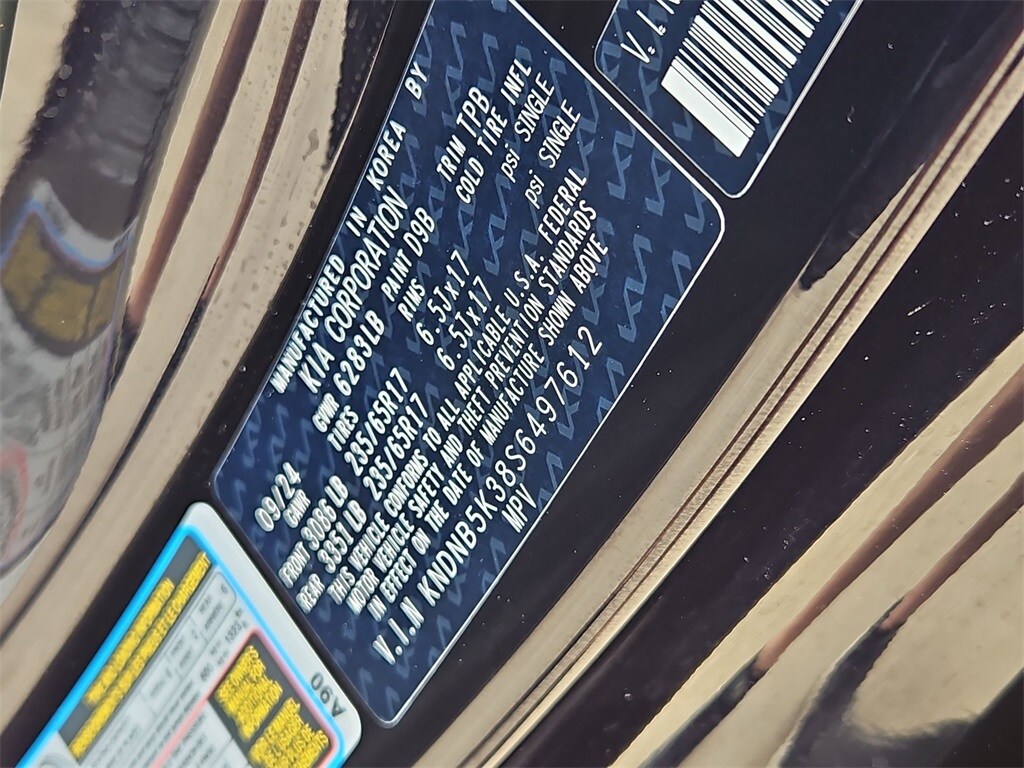 MANUFACTURED IN KOREA BY
09/24 KIA CORPORATION
GVWR 6283LB PAINT D9B TRIM TPB
GAWR TIRES RIMS COLD TIRE INFL
FRONT 3086 LB 235/65R17 6.5Jx17 psi SINGLE
REAR 3351 LB 235/65R17 6.5Jx17 psi SINGLE
THIS VEHICLE CONFORMS TO ALL APPLICABLE U.S.A. FEDERAL
MOTOR VEHICLE SAFETY AND THEFT PREVENTION STANDARDS
IN EFFECT ON THE DATE OF MANUFACTURE SHOWN ABOVE
V.I.N KNDNB5K38S6497612
MPV
A90